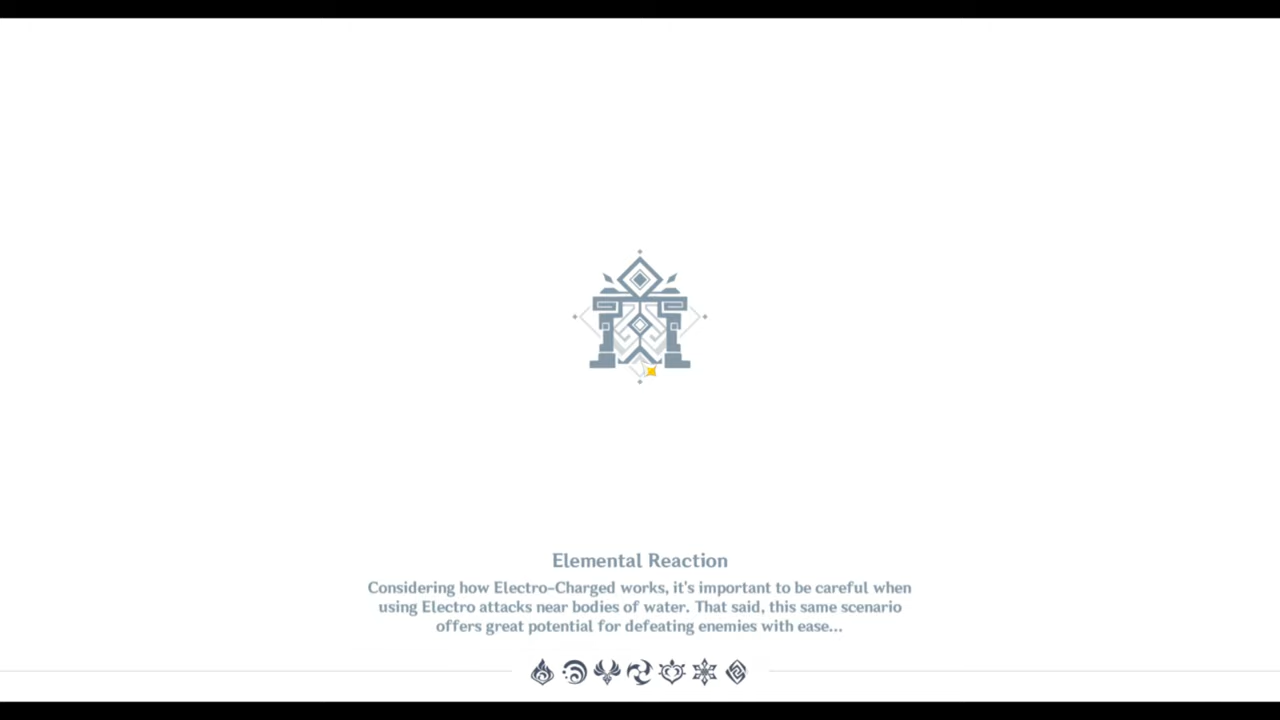 Elemental Reaction
Considering how Electro-Charged works, it's important to be careful when
using Electro attacks near bodies of water. That said, this same scenario
offers great potential for defeating enemies with ease...